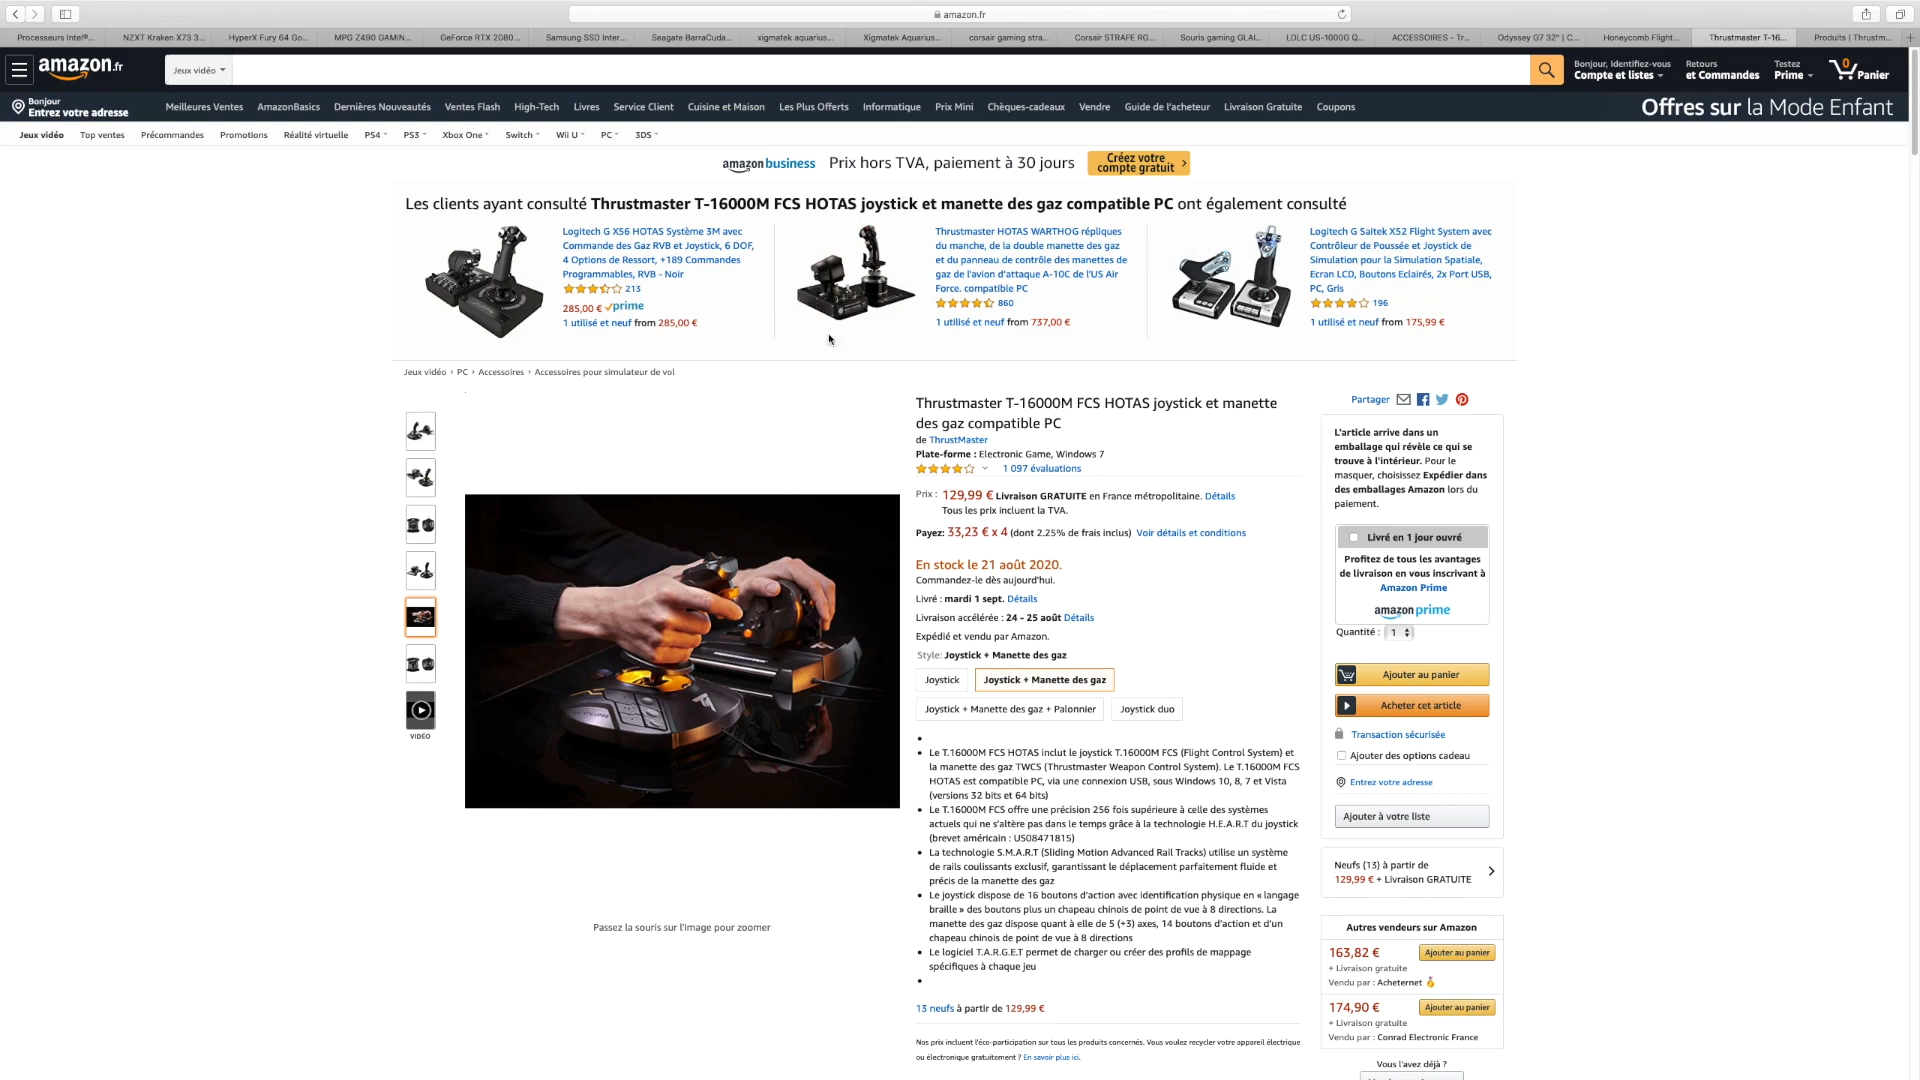 amazon.fr
Processeurs Intel®...
NZXT Kraken X73 3...
HyperX Fury 64 Go...
MPG Z490 GAMIN...
GeForce RTX 2080...
Samsung SSD Inter...
Seagate BarraCuda...
xigmatek aquarius...
Xigmatek Aquarius...
corsair gaming stra...
Corsair STRAFE RG...
Souris gaming GLAI...
LDLC US-1000G Q...
ACCESSOIRES - Tr...
Odyssey G7 32" | C...
Honeycomb Flight...
Thrustmaster T-16...
Produits | Thrustm...
amazon.fr
Jeux vidéo
Bonjour, Identifiez-vous
Compte et listes
Retours
et Commandes
Testez
Prime
0
Panier
Bonjour
Entrez votre adresse
Meilleures Ventes
AmazonBasics
Dernières Nouveautés
Ventes Flash
High-Tech
Livres
Service Client
Cuisine et Maison
Les Plus Offerts
Informatique
Prix Mini
Chèques-cadeaux
Vendre
Guide de l'acheteur
Livraison Gratuite
Coupons
Offres sur la Mode Enfant
Jeux vidéo
Top ventes
Précommandes
Promotions
Réalité virtuelle
PS4
PS3
Xbox One
Switch
Wii U
PC
3DS
amazon business Prix hors TVA, paiement à 30 jours
Créez votre
compte gratuit
Les clients ayant consulté Thrustmaster T-16000M FCS HOTAS joystick et manette des gaz compatible PC ont également consulté
Logitech G X56 HOTAS Système 3M avec
Commande des Gaz RVB et Joystick, 6 DOF,
4 Options de Ressort, +189 Commandes
Programmables, RVB - Noir
213
285,00 € prime
1 utilisé et neuf from 285,00 €
Thrustmaster HOTAS WARTHOG répliques
du manche, de la double manette des gaz
et du panneau de contrôle des manettes de
gaz de l'avion d'attaque A-10C de l'US Air
Force. compatible PC
860
1 utilisé et neuf from 737,00 €
Logitech G Saitek X52 Flight System avec
Contrôleur de Poussée et Joystick de
Simulation pour la Simulation Spatiale,
Ecran LCD, Boutons Eclairés, 2x Port USB,
PC, Gris
196
1 utilisé et neuf from 175,99 €
Jeux vidéo › PC › Accessoires › Accessoires pour simulateur de vol
VIDÉO
Passez la souris sur l'image pour zoomer
Thrustmaster T-16000M FCS HOTAS joystick et manette
des gaz compatible PC
de ThrustMaster
Plate-forme : Electronic Game, Windows 7
1 097 évaluations
Prix : 129,99 € Livraison GRATUITE en France métropolitaine. Détails
Tous les prix incluent la TVA.
Payez: 33,23 € x 4 (dont 2.25% de frais inclus) Voir détails et conditions
En stock le 21 août 2020.
Commandez-le dès aujourd'hui.
Livré : mardi 1 sept. Détails
Livraison accélérée : 24 - 25 août Détails
Expédié et vendu par Amazon.
Style: Joystick + Manette des gaz
Joystick
Joystick + Manette des gaz
Joystick + Manette des gaz + Palonnier
Joystick duo
• Le T.16000M FCS HOTAS inclut le joystick T.16000M FCS (Flight Control System) et
la manette des gaz TWCS (Thrustmaster Weapon Control System). Le T.16000M FCS
HOTAS est compatible PC, via une connexion USB, sous Windows 10, 8, 7 et Vista
(versions 32 bits et 64 bits)
• Le T.16000M FCS offre une précision 256 fois supérieure à celle des systèmes
actuels qui ne s'altère pas dans le temps grâce à la technologie H.E.A.R.T du joystick
(brevet américain : US08471815)
• La technologie S.M.A.R.T (Sliding Motion Advanced Rail Tracks) utilise un système
de rails coulissants exclusif, garantissant le déplacement parfaitement fluide et
précis de la manette des gaz
• Le joystick dispose de 16 boutons d'action avec identification physique en « langage
braille » des boutons plus un chapeau chinois de point de vue à 8 directions. La
manette des gaz dispose quant à elle de 5 (+3) axes, 14 boutons d'action et d'un
chapeau chinois de point de vue à 8 directions
• Le logiciel T.A.R.G.E.T permet de charger ou créer des profils de mappage
spécifiques à chaque jeu
13 neufs à partir de 129,99 €
Nos prix incluent l'éco-participation sur tous les produits concernés. Vous voulez recycler votre appareil électrique
ou électronique gratuitement ? En savoir plus ici.
Partager
L'article arrive dans un
emballage qui révèle ce qui se
trouve à l'intérieur. Pour le
masquer, choisissez Expédier dans
des emballages Amazon lors du
paiement.
Livré en 1 jour ouvré
Profitez de tous les avantages
de livraison en vous inscrivant à
Amazon Prime
amazon prime
Quantité : 1
Ajouter au panier
Acheter cet article
Transaction sécurisée
Ajouter des options cadeau
Entrez votre adresse
Ajouter à votre liste
Neufs (13) à partir de
129,99 € + Livraison GRATUITE
Autres vendeurs sur Amazon
163,82 €
Ajouter au panier
+ Livraison gratuite
Vendu par : Acheternet
174,90 €
Ajouter au panier
+ Livraison gratuite
Vendu par : Conrad Electronic France
Vous l'avez déjà ?